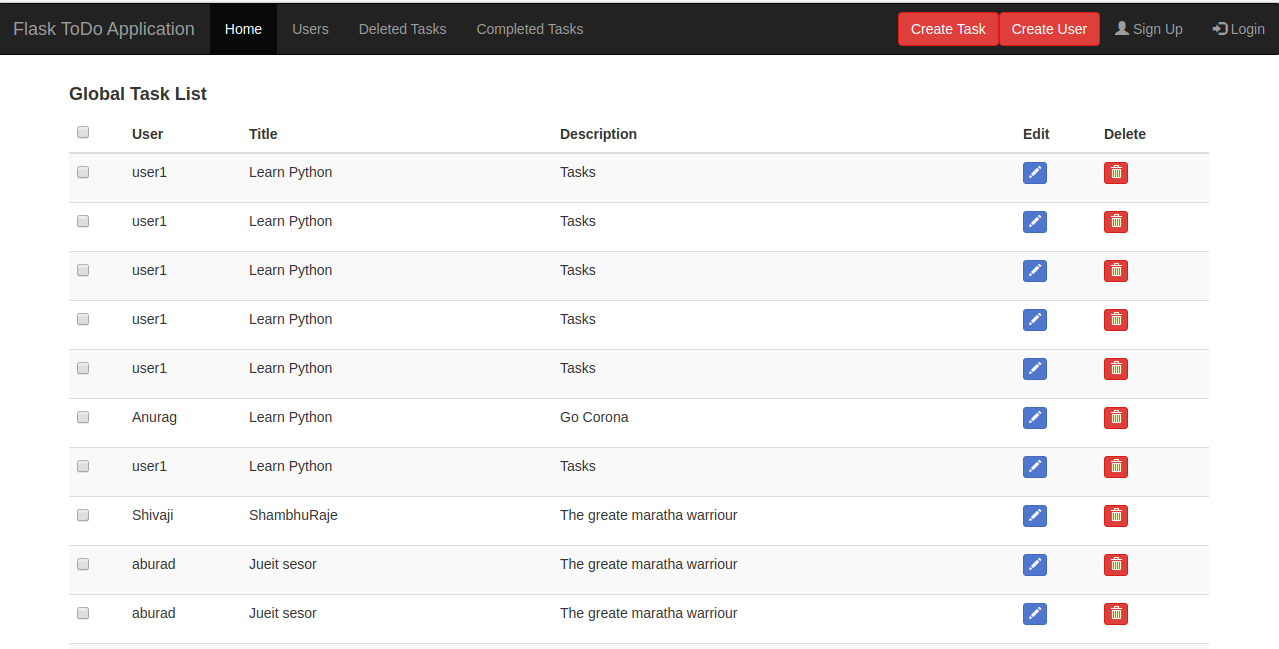 Flask ToDo Application Home Users Deleted Tasks Completed Tasks Create Task Create User Sign Up Login
Global Task List
User Title Description Edit Delete
user1 Learn Python Tasks
user1 Learn Python Tasks
user1 Learn Python Tasks
user1 Learn Python Tasks
user1 Learn Python Tasks
Anurag Learn Python Go Corona
user1 Learn Python Tasks
Shivaji ShambhuRaje The greate maratha warriour
aburad Jueit sesor The greate maratha warriour
aburad Jueit sesor The greate maratha warriour